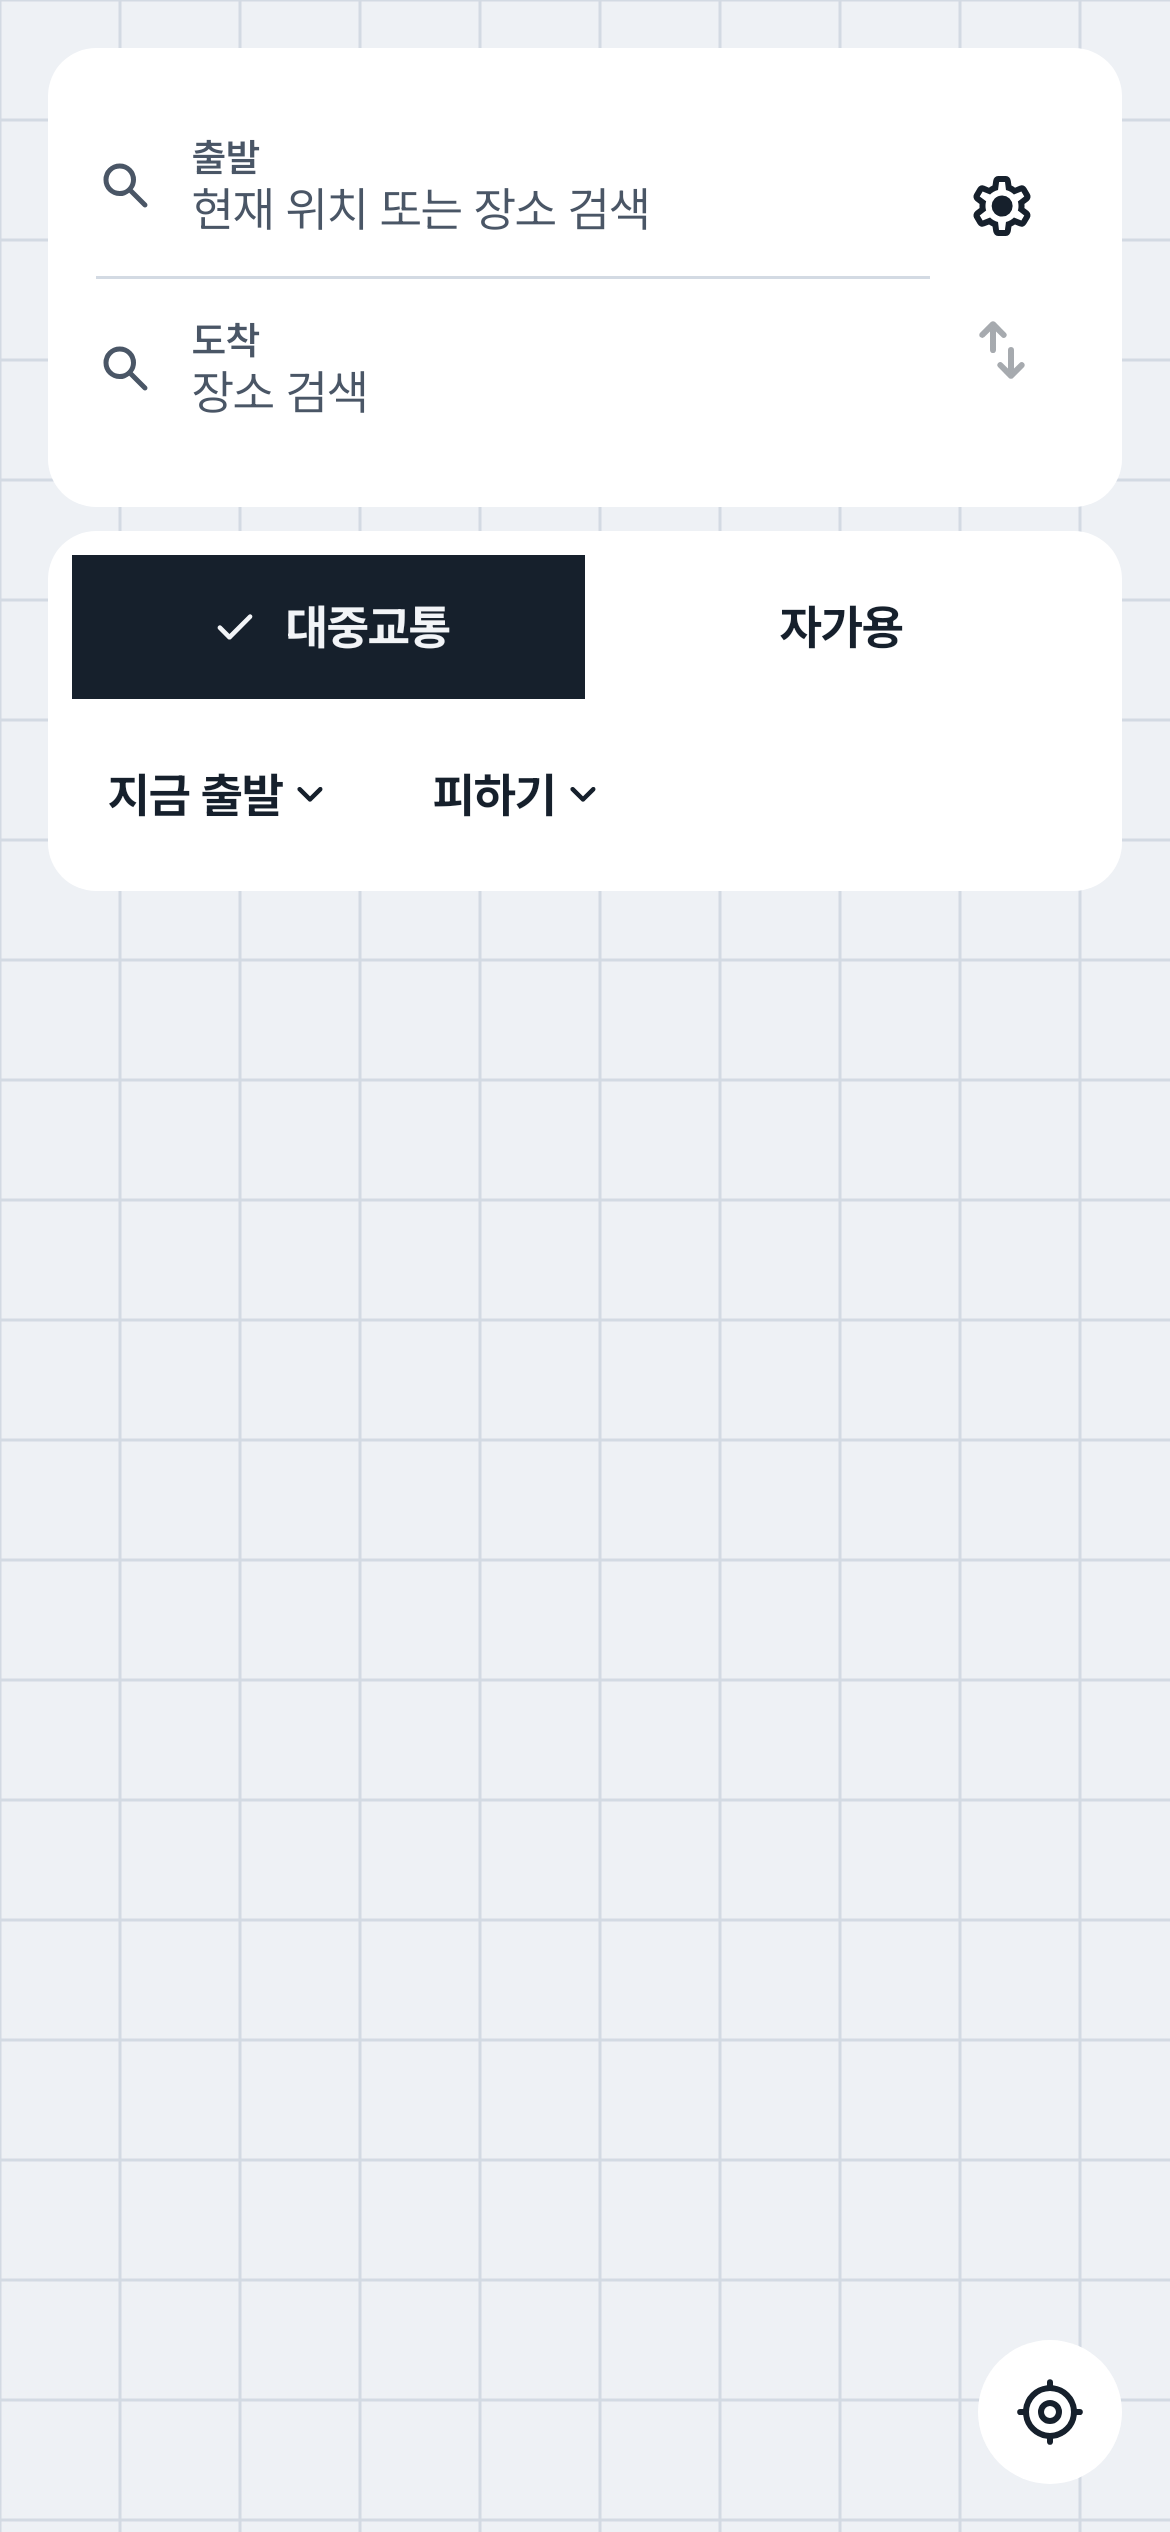 출발
현재 위치 또는 장소 검색
도착
장소 검색
대중교통
자가용
지금 출발
피하기